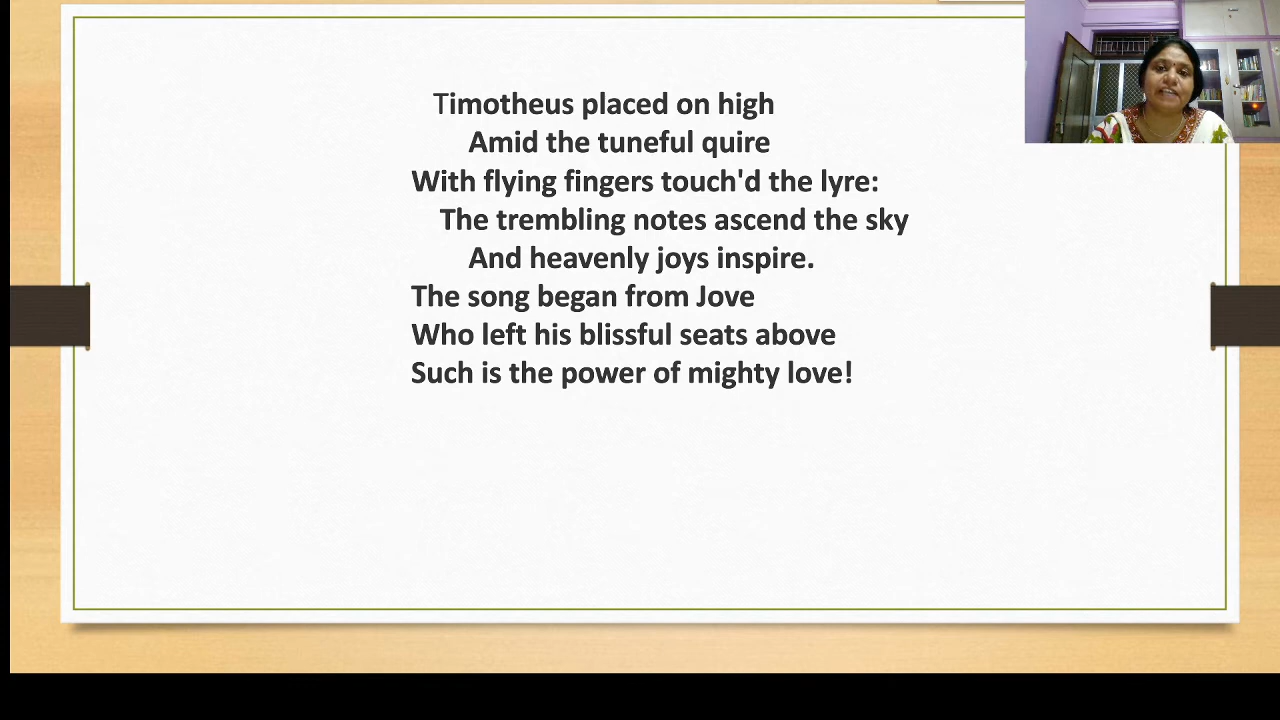 Timotheus placed on high
Amid the tuneful quire
With flying fingers touch'd the lyre:
The trembling notes ascend the sky
And heavenly joys inspire.
The song began from Jove
Who left his blissful seats above
Such is the power of mighty love!